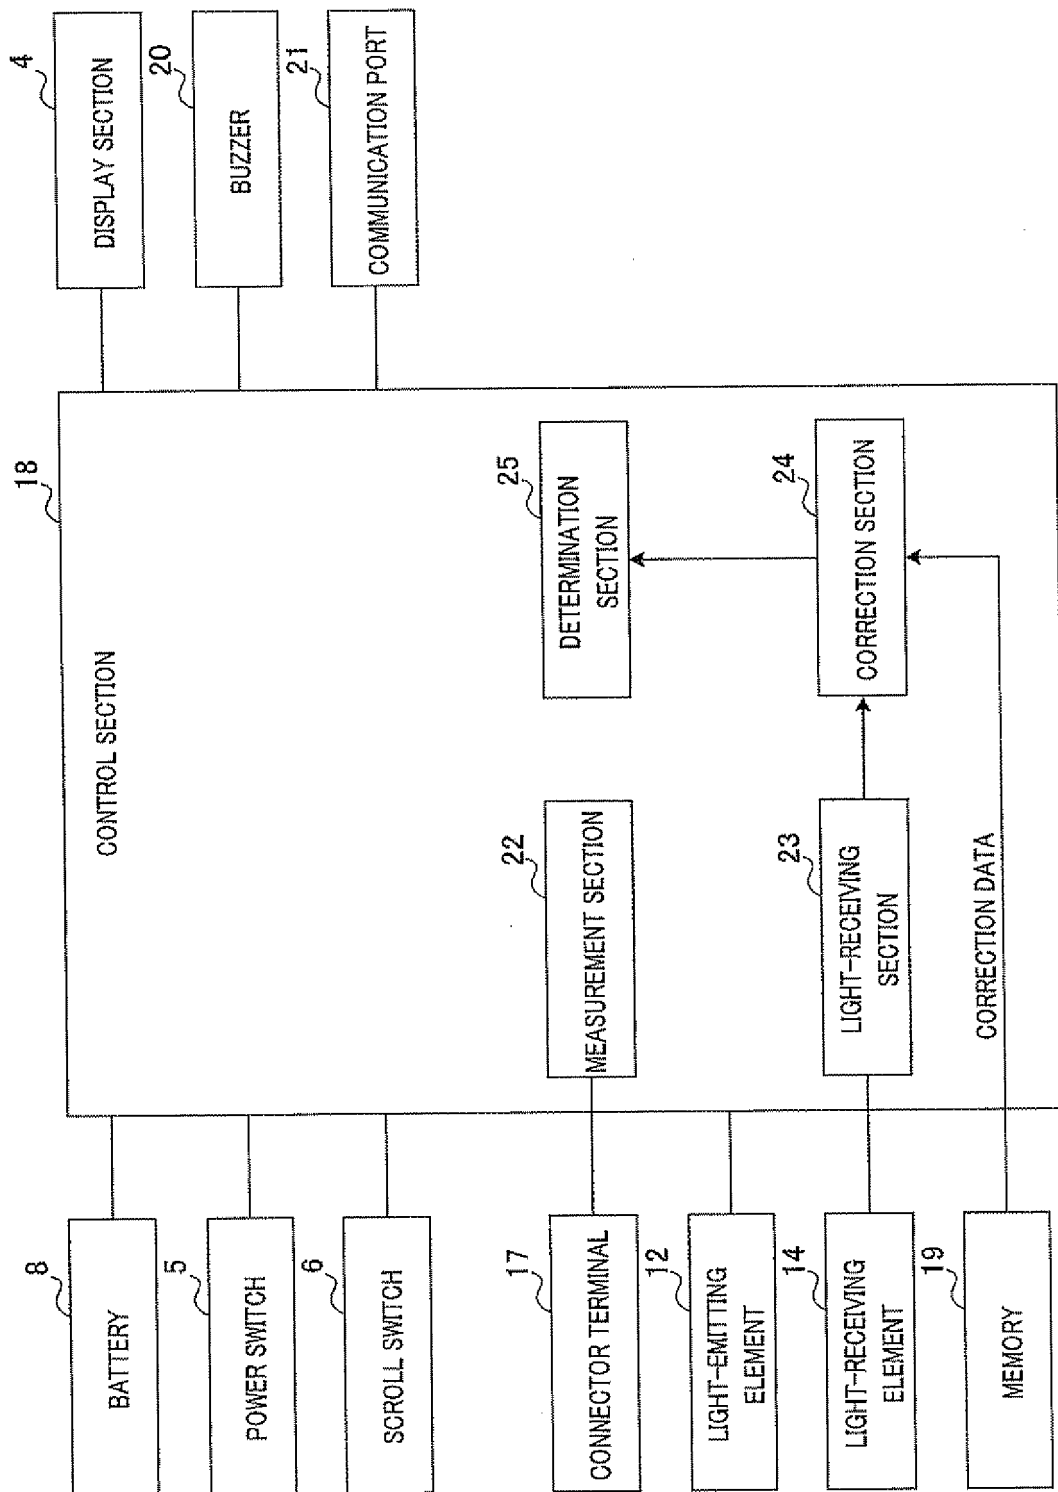 8
BATTERY
5
POWER SWITCH
6
SCROLL SWITCH
17
CONNECTOR TERMINAL
12
LIGHT-EMITTING
ELEMENT
14
LIGHT-RECEIVING
ELEMENT
19
MEMORY
18
CONTROL SECTION
22
MEASUREMENT SECTION
23
LIGHT-RECEIVING
SECTION
CORRECTION DATA
25
DETERMINATION
SECTION
24
CORRECTION SECTION
4
DISPLAY SECTION
20
BUZZER
21
COMMUNICATION PORT